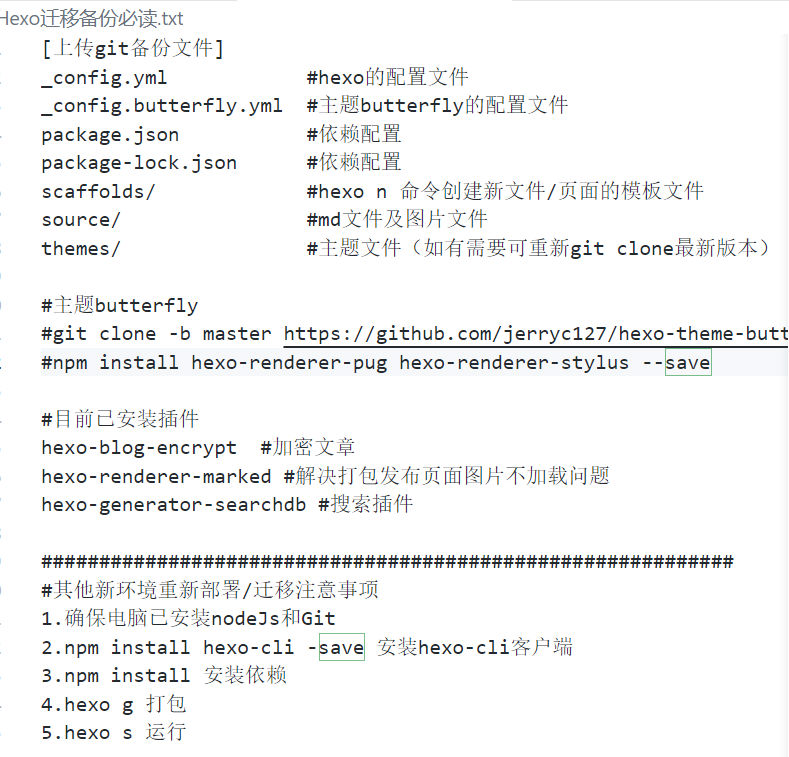 Hexo迁移备份必读.txt
[上传git备份文件]
_config.yml #hexo的配置文件
_config.butterfly.yml #主题butterfly的配置文件
package.json #依赖配置
package-lock.json #依赖配置
scaffolds/ #hexo n 命令创建新文件/页面的模板文件
source/ #md文件及图片文件
themes/ #主题文件（如有需要可重新git clone最新版本）
#主题butterfly
#git clone -b master https://github.com/jerryc127/hexo-theme-butt
#npm install hexo-renderer-pug hexo-renderer-stylus --save
#目前已安装插件
hexo-blog-encrypt #加密文章
hexo-renderer-marked #解决打包发布页面图片不加载问题
hexo-generator-searchdb #搜索插件
############################################################
#其他新环境重新部署/迁移注意事项
1.确保电脑已安装nodeJs和Git
2.npm install hexo-cli -save 安装hexo-cli客户端
3.npm install 安装依赖
4.hexo g 打包
5.hexo s 运行